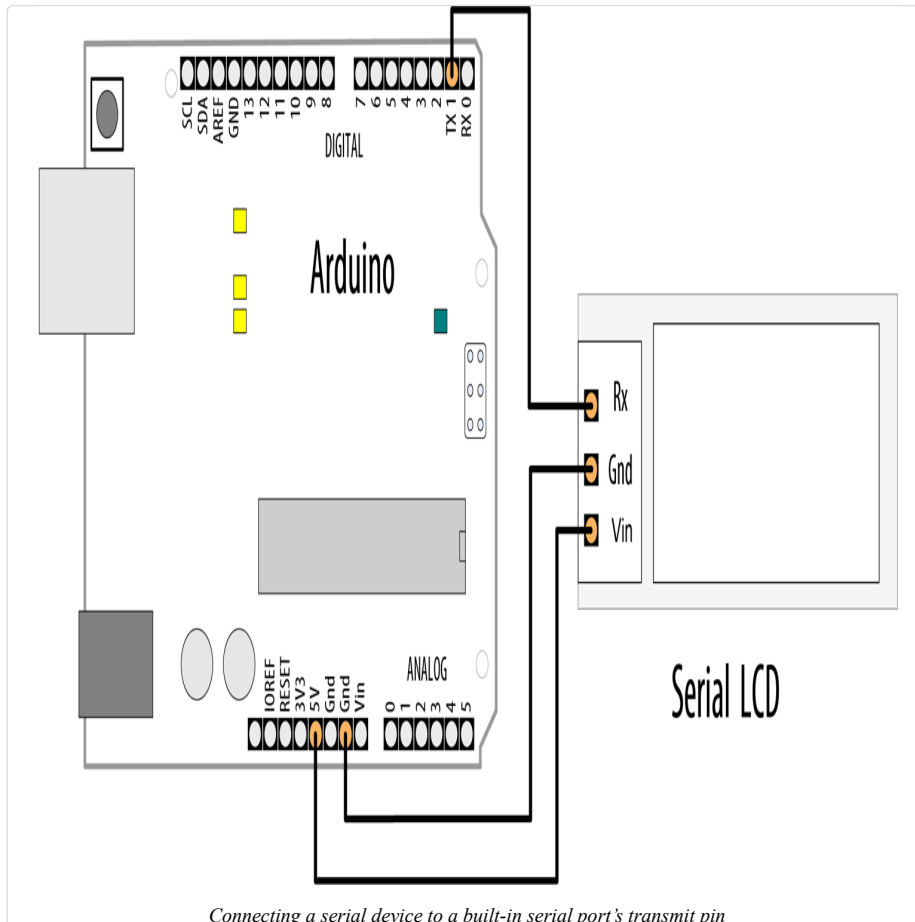 SCL
SDA
AREF
GND
13
12
11
10
9
8
7
6
5
4
3
2
TX 1
RX 0
DIGITAL
Arduino
Rx
Gnd
Vin
Serial LCD
ANALOG
IOREF
RESET
3V3
5V
Gnd
Gnd
Vin
0
1
2
3
4
5
Connecting a serial device to a built-in serial port’s transmit pin